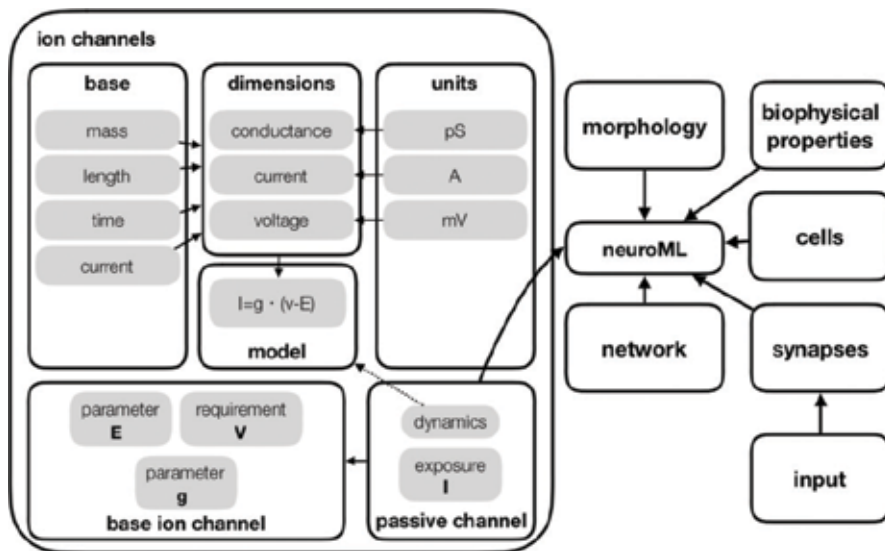 ion channels
base
mass
length
time
current
dimensions
conductance
current
voltage
units
pS
A
mV
I=g · (v-E)
model
parameter
E
requirement
V
parameter
g
base ion channel
dynamics
exposure
I
passive channel
morphology
biophysical
properties
neuroML
cells
network
synapses
input